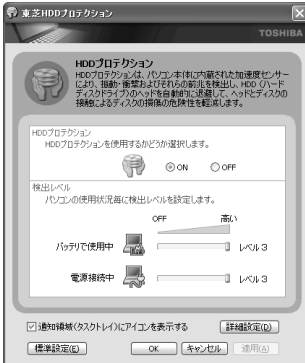 東芝HDDプロテクション
TOSHIBA
HDDプロテクション
HDDプロテクションは、パソコン本体に内蔵された加速度センサー
により、振動・衝撃およびそれらの前兆を検出し、HDD (ハード
ディスクドライブ)のヘッドを自動的に退避して、ヘッドとディスクの
接触によるディスクの損傷の危険性を軽減します。
HDDプロテクション
HDDプロテクションを使用するかどうか選択します。
ON OFF
検出レベル
パソコンの使用状況毎に検出レベルを設定します。
OFF 高い
バッテリで使用中 レベル 3
電源接続中 レベル 3
通知領域(タスクトレイ)にアイコンを表示する 詳細設定(D)
標準設定(E) OK キャンセル 適用(A)